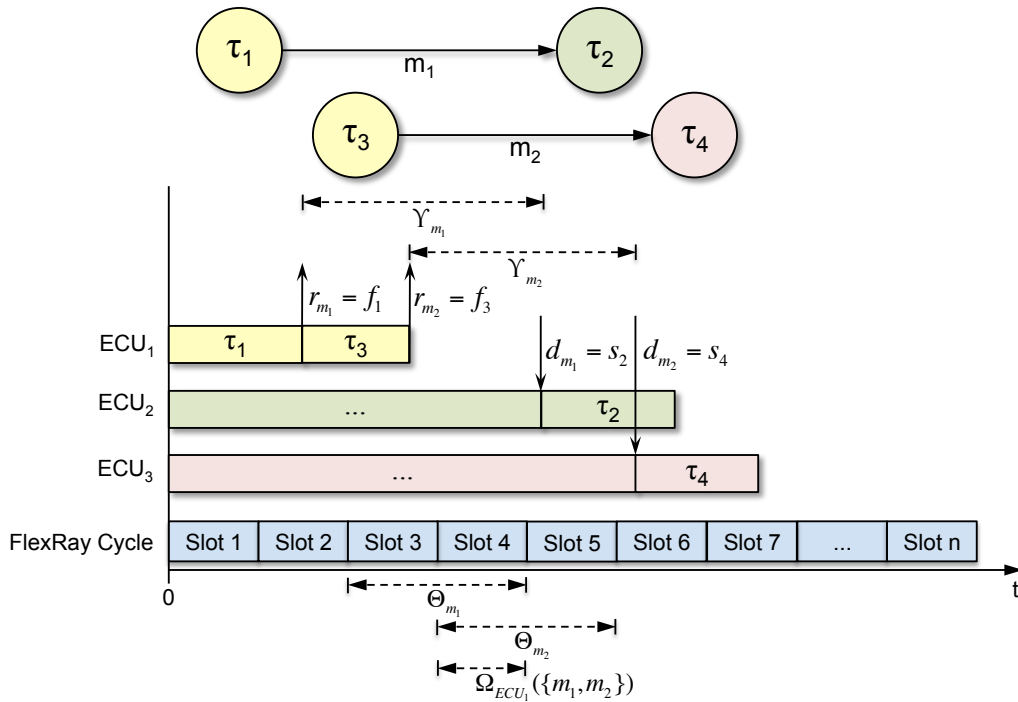 τ1 τ2
m1
τ3 τ4
m2
ϒm1
ϒm2
rm1 = f1 rm2 = f3
ECU1 τ1 τ3
dm1 = s2 dm2 = s4
ECU2 ... τ2
ECU3 ... τ4
FlexRay Cycle Slot 1 Slot 2 Slot 3 Slot 4 Slot 5 Slot 6 Slot 7 ... Slot n
0 t
Θm1
Θm2
ΩECU1({m1,m2})